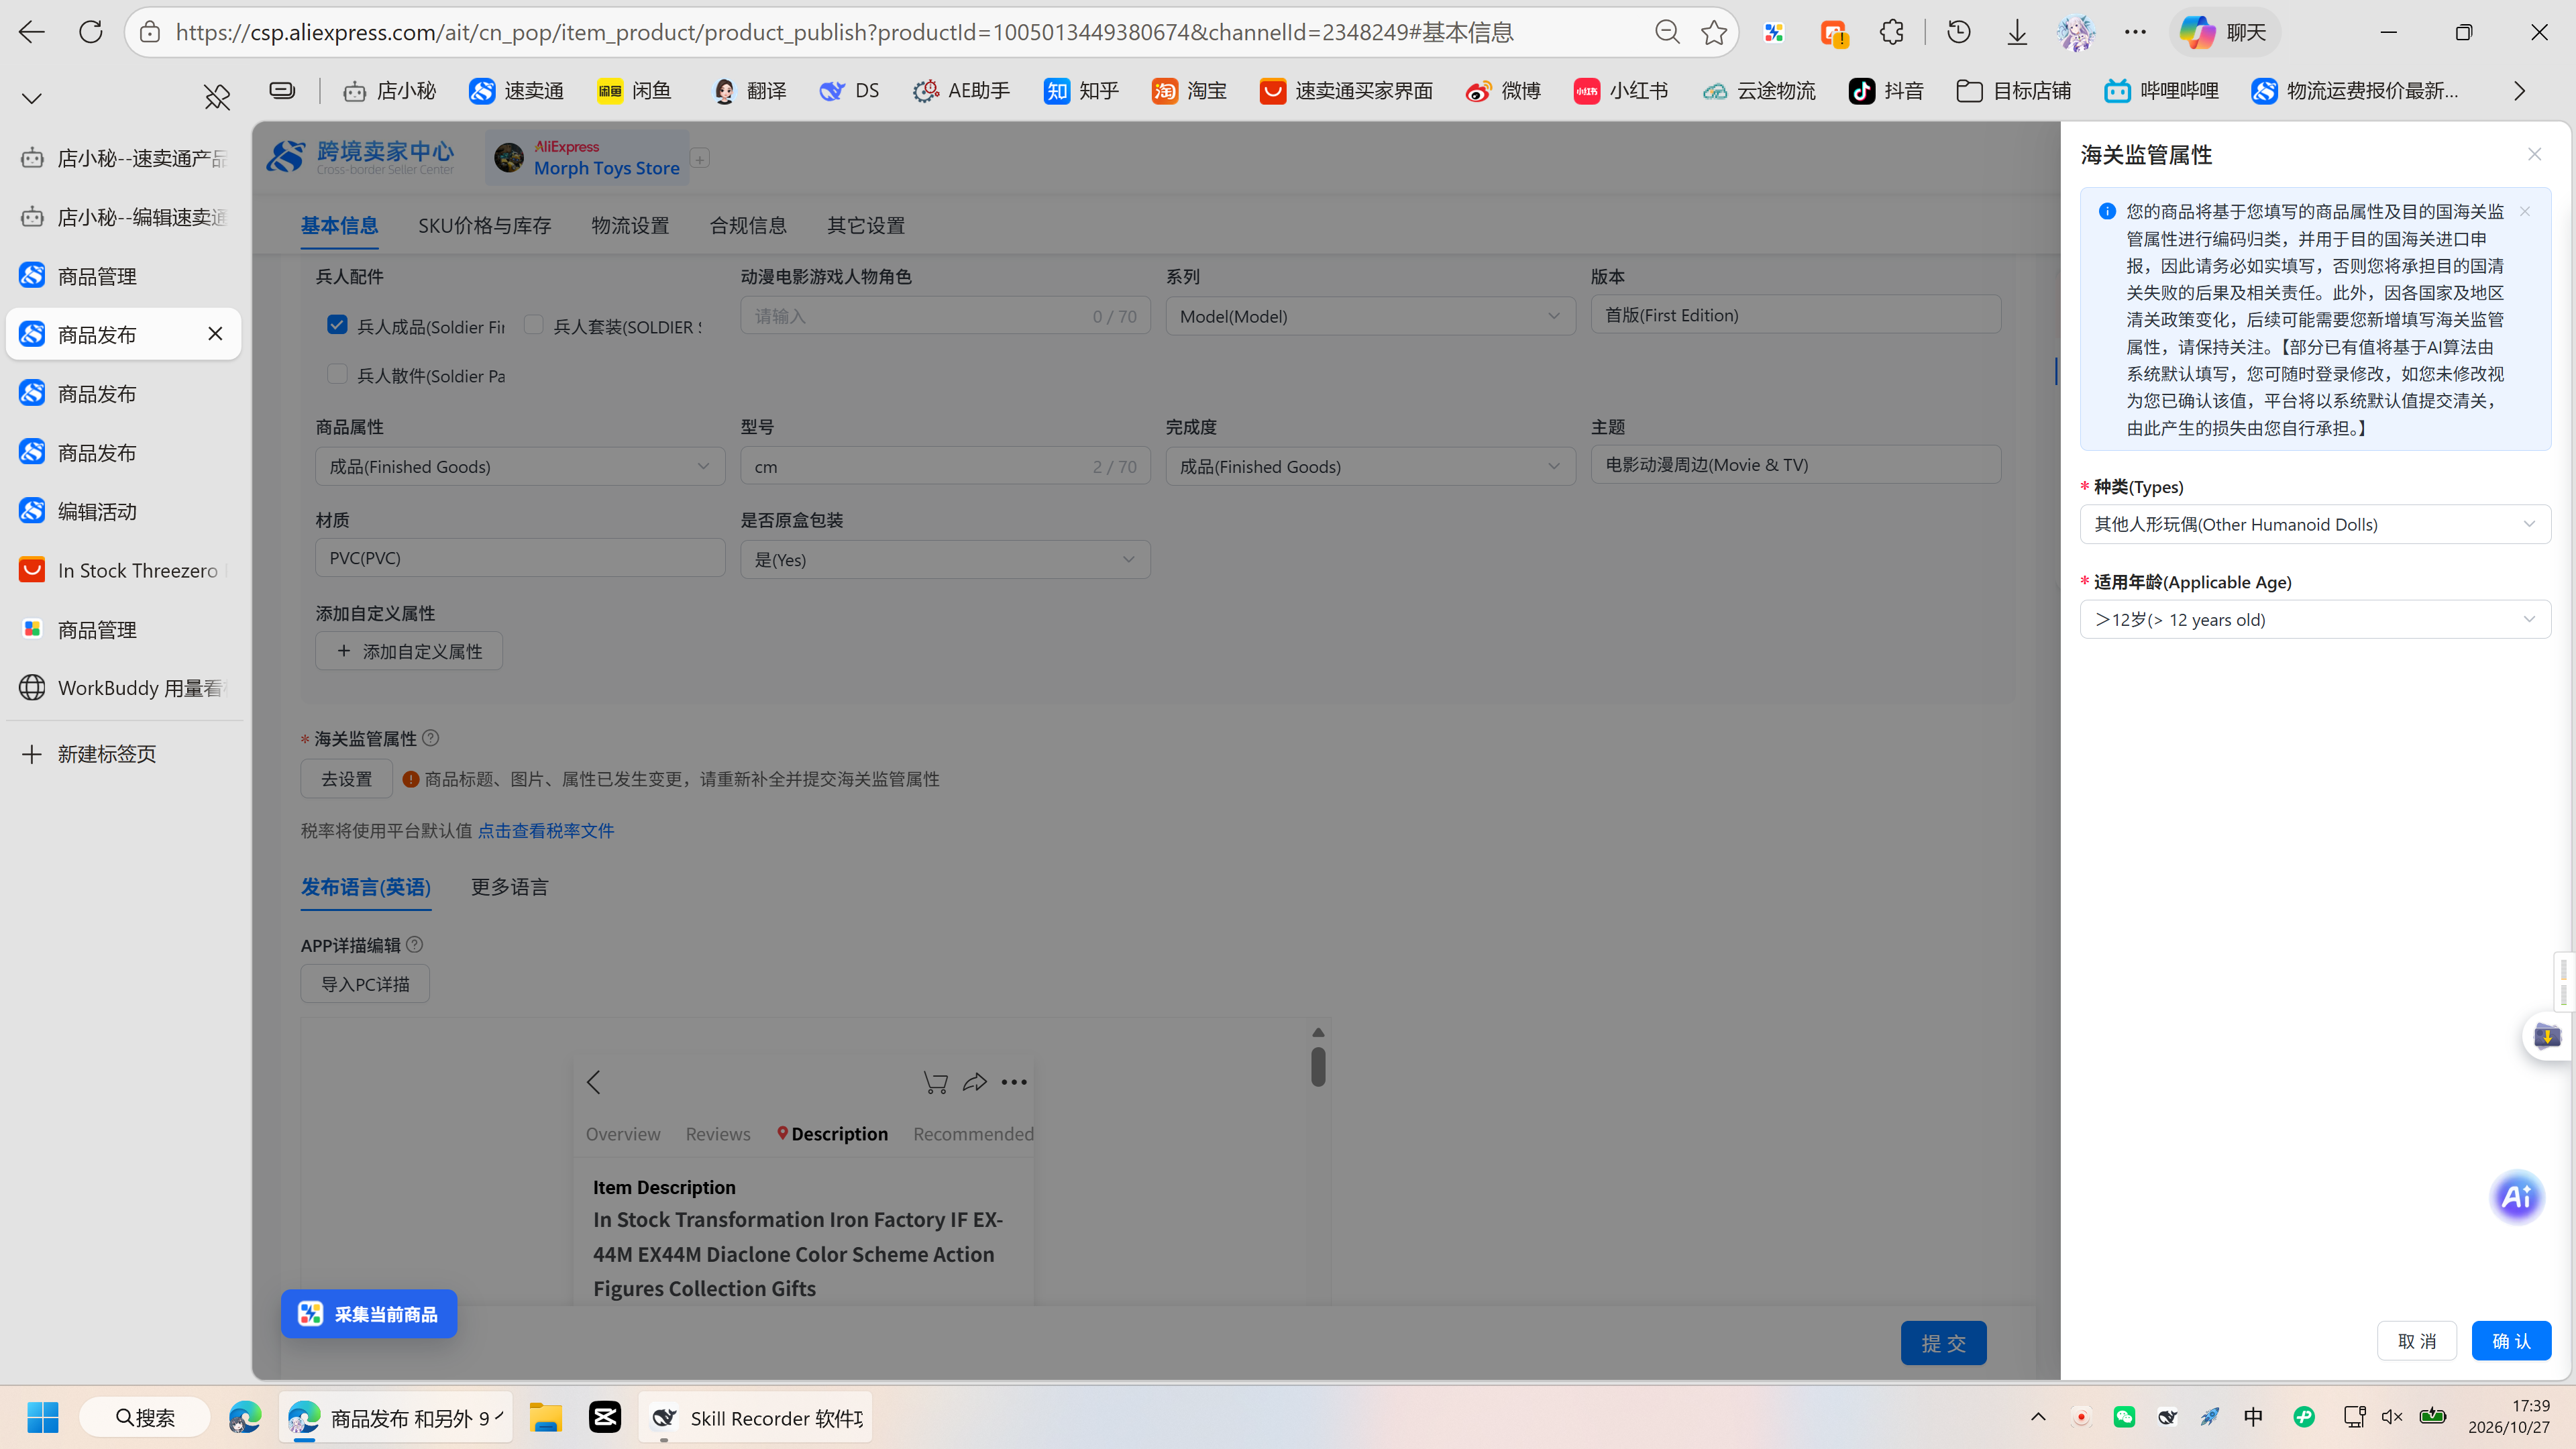 https://csp.aliexpress.com/ait/cn_pop/item_product/product_publish?productId=1005013449380674&channelId=2348249#基本信息
聊天
店小秘
速卖通
闲鱼
翻译
DS
AE助手
知乎
淘宝
速卖通买家界面
微博
小红书
云途物流
抖音
目标店铺
哔哩哔哩
物流运费报价最新...
店小秘--速卖通产品
店小秘--编辑速卖通
商品管理
商品发布
商品发布
商品发布
编辑活动
In Stock Threezero
商品管理
WorkBuddy 用量看
新建标签页
跨境卖家中心
Cross-border Seller Center
AliExpress
Morph Toys Store
基本信息
SKU价格与库存
物流设置
合规信息
其它设置
兵人配件
动漫电影游戏人物角色
系列
版本
兵人成品(Soldier Fir
兵人套装(SOLDIER
请输入
0 / 70
Model(Model)
首版(First Edition)
兵人散件(Soldier Pa
商品属性
型号
完成度
主题
成品(Finished Goods)
cm
2 / 70
成品(Finished Goods)
电影动漫周边(Movie & TV)
材质
是否原盒包装
PVC(PVC)
是(Yes)
添加自定义属性
+ 添加自定义属性
* 海关监管属性
去设置
商品标题、图片、属性已发生变更，请重新补全并提交海关监管属性
税率将使用平台默认值 点击查看税率文件
发布语言(英语)
更多语言
APP详描编辑
导入PC详描
Overview
Reviews
Description
Recommended
Item Description
In Stock Transformation Iron Factory IF EX-
44M EX44M Diaclone Color Scheme Action
Figures Collection Gifts
采集当前商品
提 交
海关监管属性
您的商品将基于您填写的商品属性及目的国海关监
管属性进行编码归类，并用于目的国海关进口申
报，因此请务必如实填写，否则您将承担目的国清
关失败的后果及相关责任。此外，因各国家及地区
清关政策变化，后续可能需要您新增填写海关监管
属性，请保持关注。【部分已有值将基于AI算法由
系统默认填写，您可随时登录修改，如您未修改视
为您已确认该值，平台将以系统默认值提交清关，
由此产生的损失由您自行承担。】
* 种类(Types)
其他人形玩偶(Other Humanoid Dolls)
* 适用年龄(Applicable Age)
＞12岁(> 12 years old)
Ai
取 消
确 认
搜索
商品发布 和另外 9
Skill Recorder 软件项
中
17:39
2026/10/27